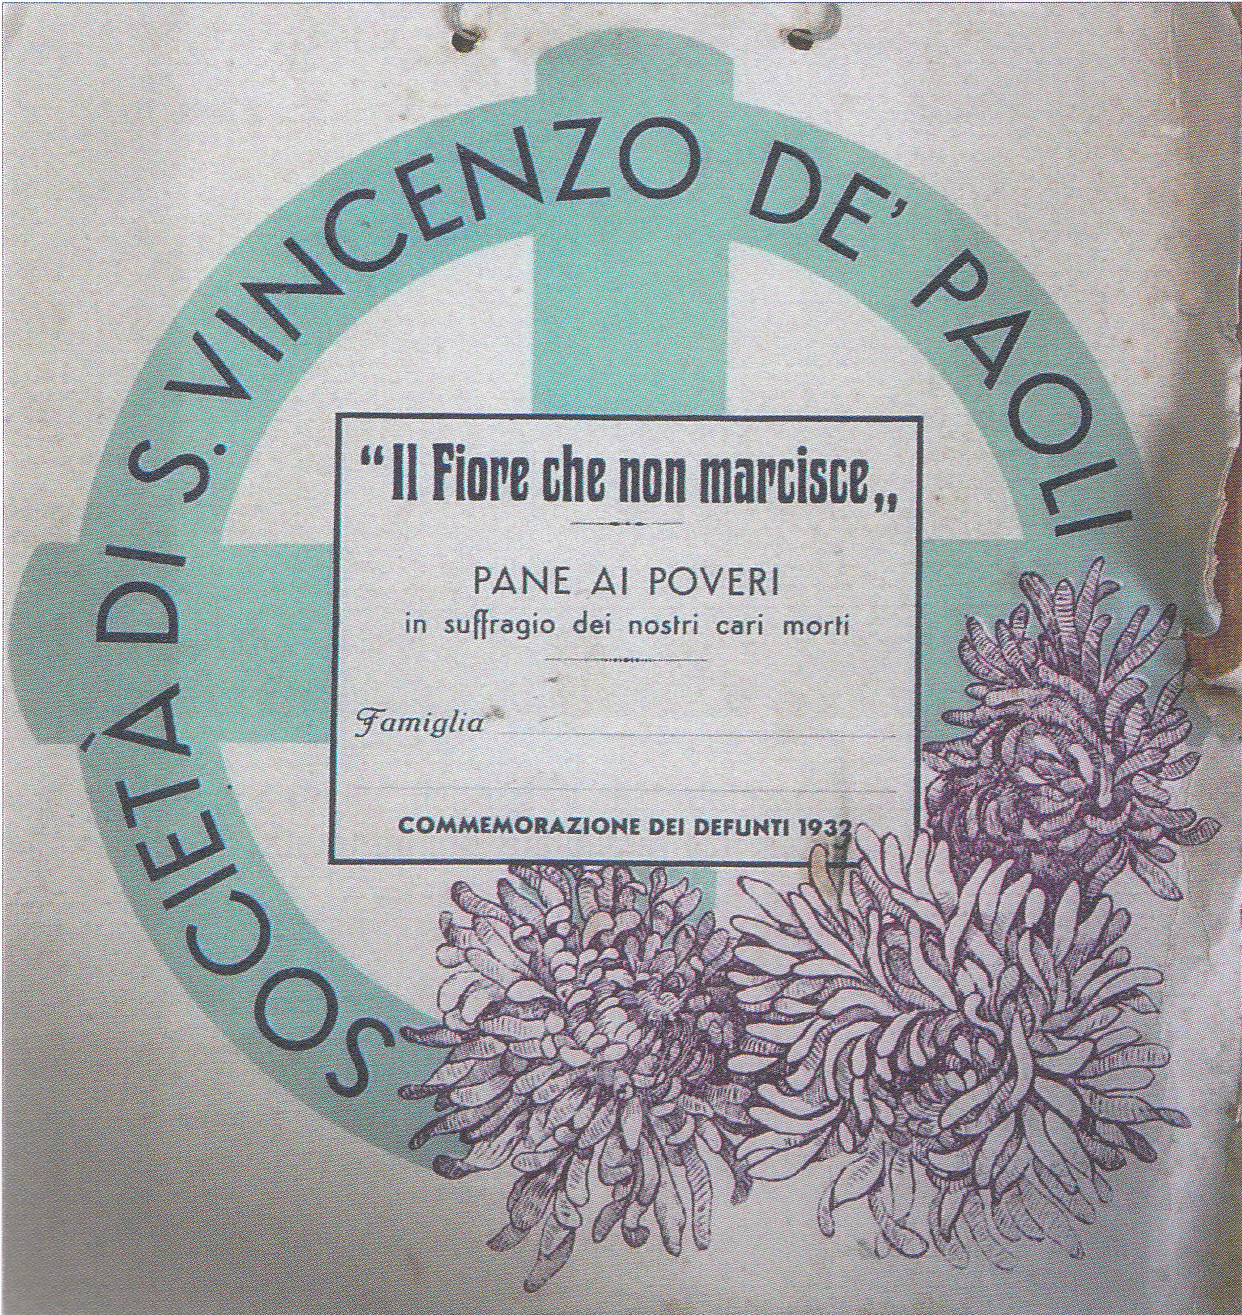 SOCIETÀ DI S. VINCENZO DE' PAOLI
“Il Fiore che non marcisce„
PANE AI POVERI
in suffragio dei nostri cari morti
Famiglia
COMMEMORAZIONE DEI DEFUNTI 1932